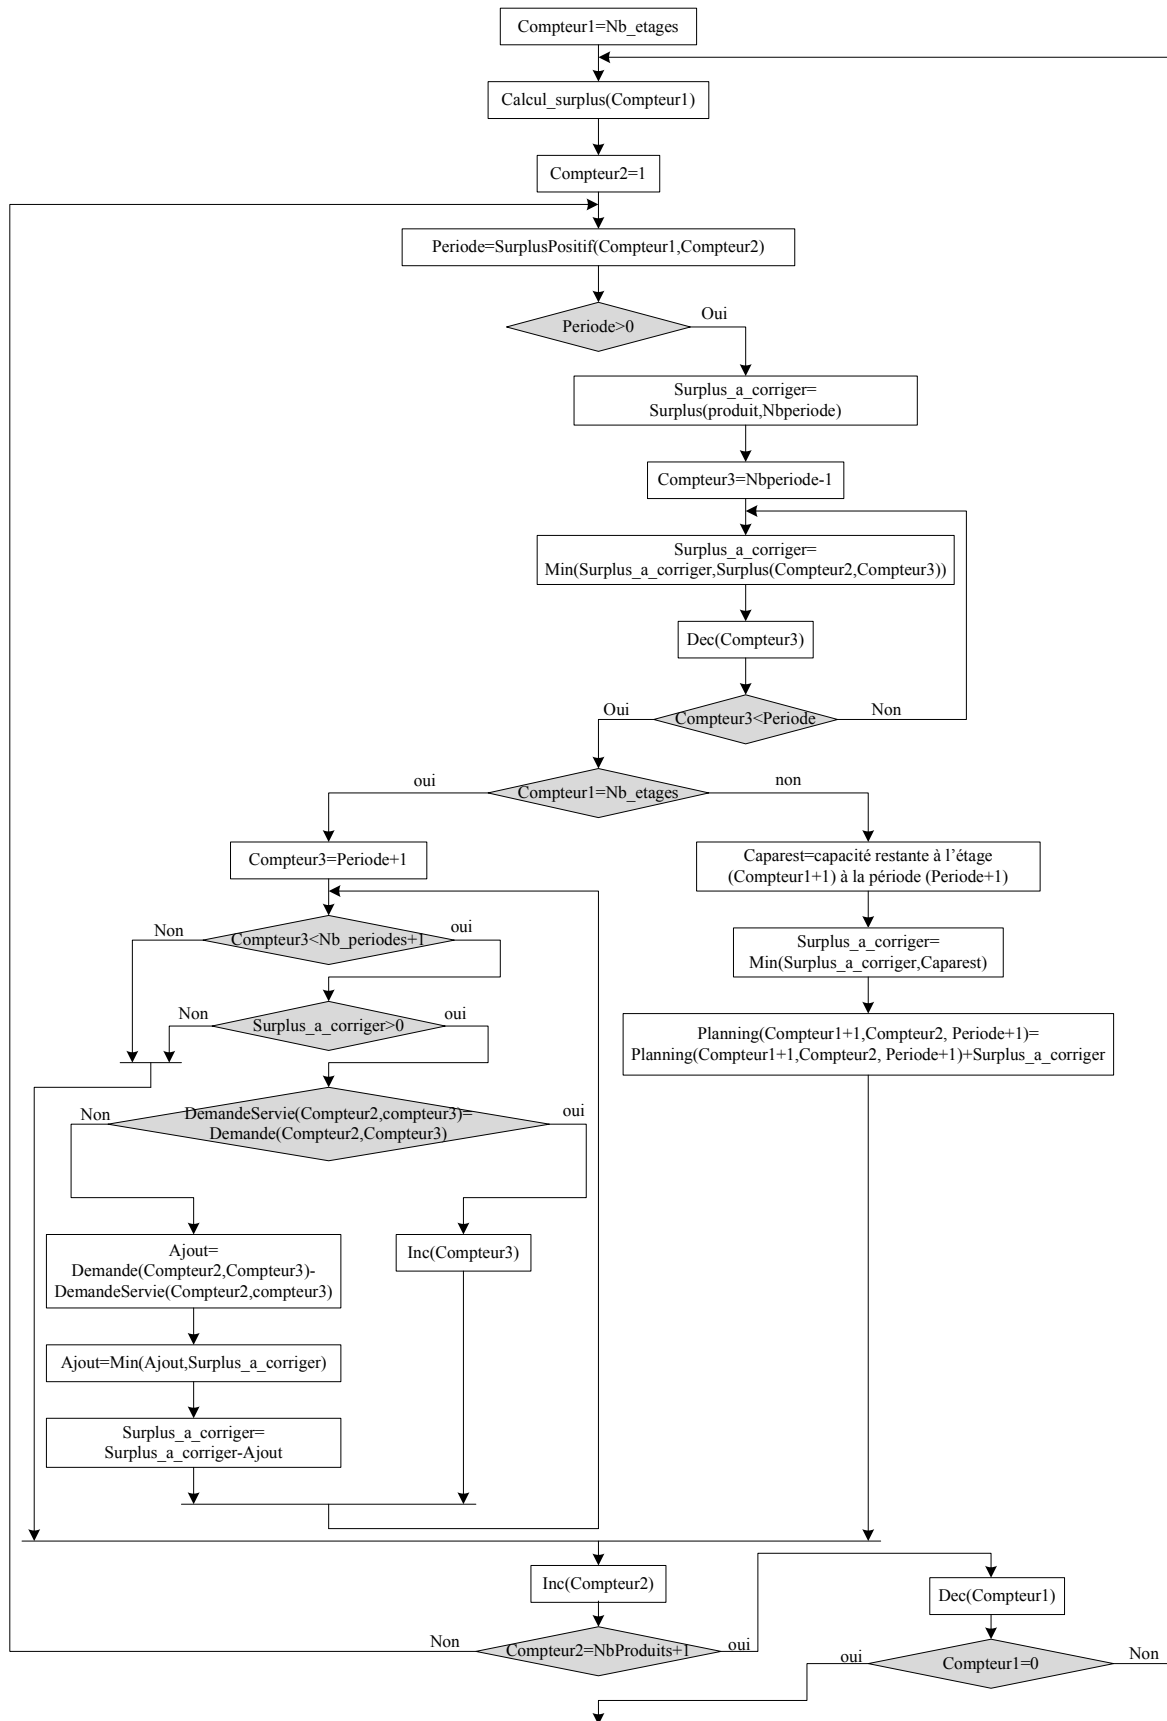 Compteur1=Nb_etages
Calcul_surplus(Compteur1)
Compteur2=1
Periode=SurplusPositif(Compteur1,Compteur2)
Periode>0
Oui
Surplus_a_corriger=
Surplus(produit,Nbperiode)
Compteur3=Nbperiode-1
Surplus_a_corriger=
Min(Surplus_a_corriger,Surplus(Compteur2,Compteur3))
Dec(Compteur3)
Oui
Compteur3<Periode
Non
oui
Compteur1=Nb_etages
non
Compteur3=Periode+1
Caparest=capacité restante à l'étage
(Compteur1+1) à la période (Periode+1)
Non
Compteur3<Nb_periodes+1
oui
Surplus_a_corriger=
Min(Surplus_a_corriger,Caparest)
Non
Surplus_a_corriger>0
oui
Planning(Compteur1+1,Compteur2, Periode+1)=
Planning(Compteur1+1,Compteur2, Periode+1)+Surplus_a_corriger
Non
DemandeServie(Compteur2,compteur3)=
Demande(Compteur2,Compteur3)
oui
Ajout=
Demande(Compteur2,Compteur3)-
DemandeServie(Compteur2,compteur3)
Inc(Compteur3)
Ajout=Min(Ajout,Surplus_a_corriger)
Surplus_a_corriger=
Surplus_a_corriger-Ajout
Inc(Compteur2)
Dec(Compteur1)
Non
Compteur2=NbProduits+1
oui
oui
Compteur1=0
Non